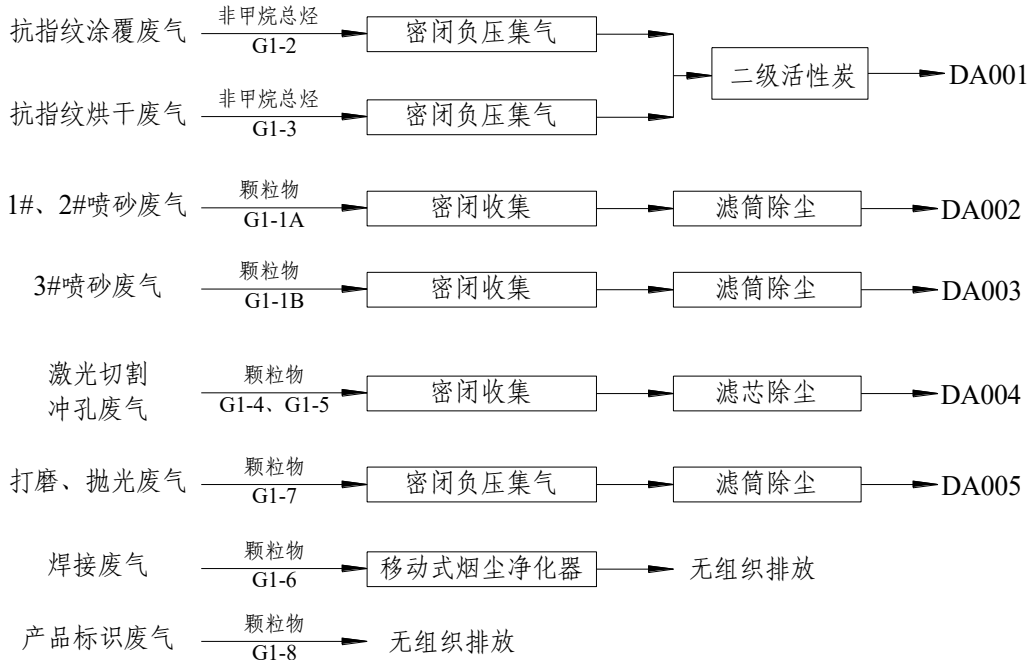 抗指纹涂覆废气 非甲烷总烃 G1-2 密闭负压集气
二级活性炭 DA001
抗指纹烘干废气 非甲烷总烃 G1-3 密闭负压集气
1#、2#喷砂废气 颗粒物 G1-1A 密闭收集 滤筒除尘 DA002
3#喷砂废气 颗粒物 G1-1B 密闭收集 滤筒除尘 DA003
激光切割
冲孔废气 颗粒物 G1-4、G1-5 密闭收集 滤芯除尘 DA004
打磨、抛光废气 颗粒物 G1-7 密闭负压集气 滤筒除尘 DA005
焊接废气 颗粒物 G1-6 移动式烟尘净化器 无组织排放
产品标识废气 颗粒物 G1-8 无组织排放